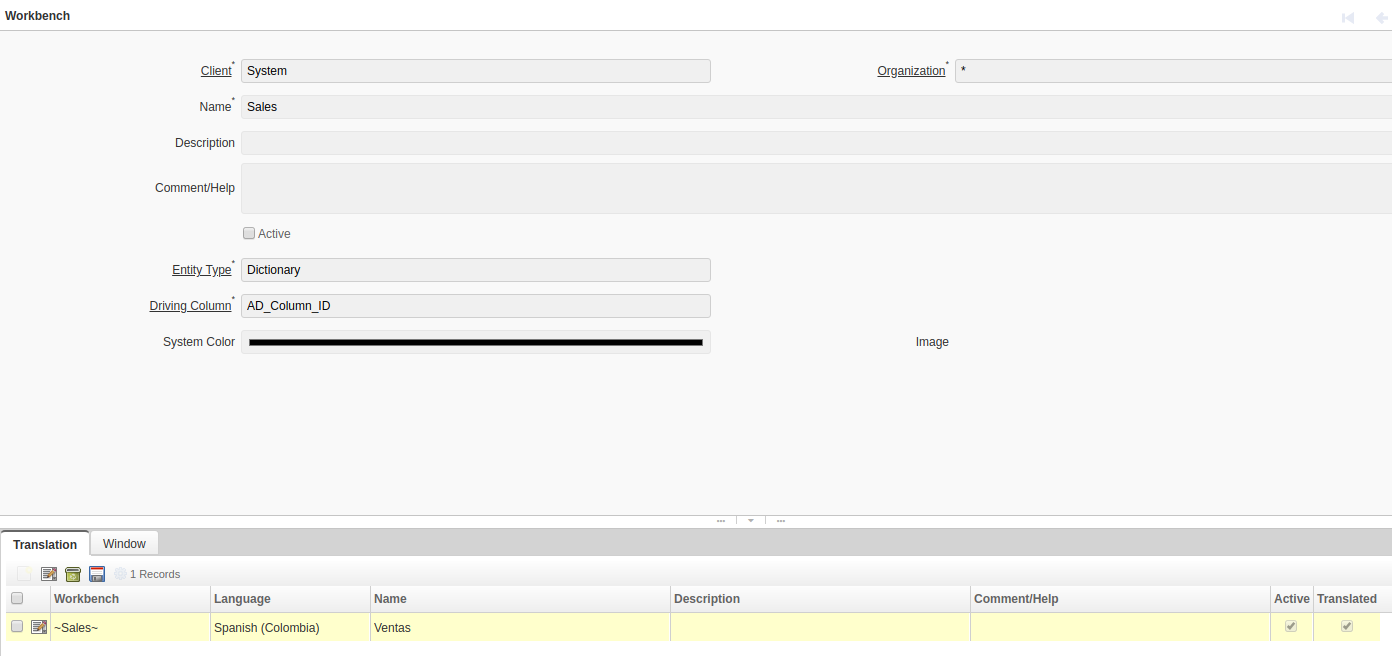 Workbench
Client* System Organization* *
Name* Sales
Description
Comment/Help
Active
Entity Type* Dictionary
Driving Column* AD_Column_ID
System Color Image
Translation Window
1 Records
Workbench Language Name Description Comment/Help Active Translated
~Sales~ Spanish (Colombia) Ventas